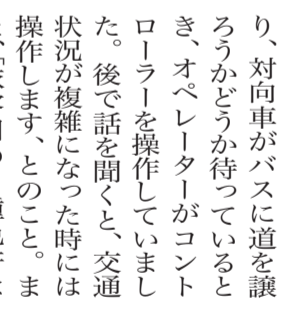 り、対向車がバスに道を譲
ろうかどうか待っていると
き、オペレーターがコント
ローラーを操作していまし
た。後で話を聞くと、交通
状況が複雑になった時には
操作します、とのこと。ま